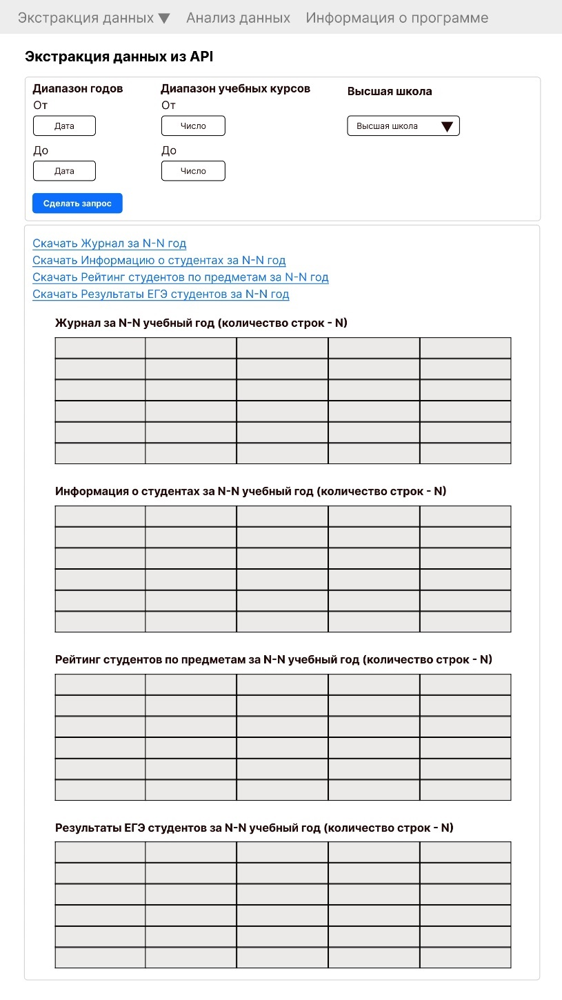 Экстракция данных ▼ Анализ данных Информация о программе
Экстракция данных из API
Диапазон годов Диапазон учебных курсов Высшая школа
От От
Дата Число Высшая школа ▼
До До
Дата Число
Сделать запрос
Скачать Журнал за N-N год
Скачать Информацию о студентах за N-N год
Скачать Рейтинг студентов по предметам за N-N год
Скачать Результаты ЕГЭ студентов за N-N год
Журнал за N-N учебный год (количество строк - N)
Информация о студентах за N-N учебный год (количество строк - N)
Рейтинг студентов по предметам за N-N учебный год (количество строк - N)
Результаты ЕГЭ студентов за N-N учебный год (количество строк - N)